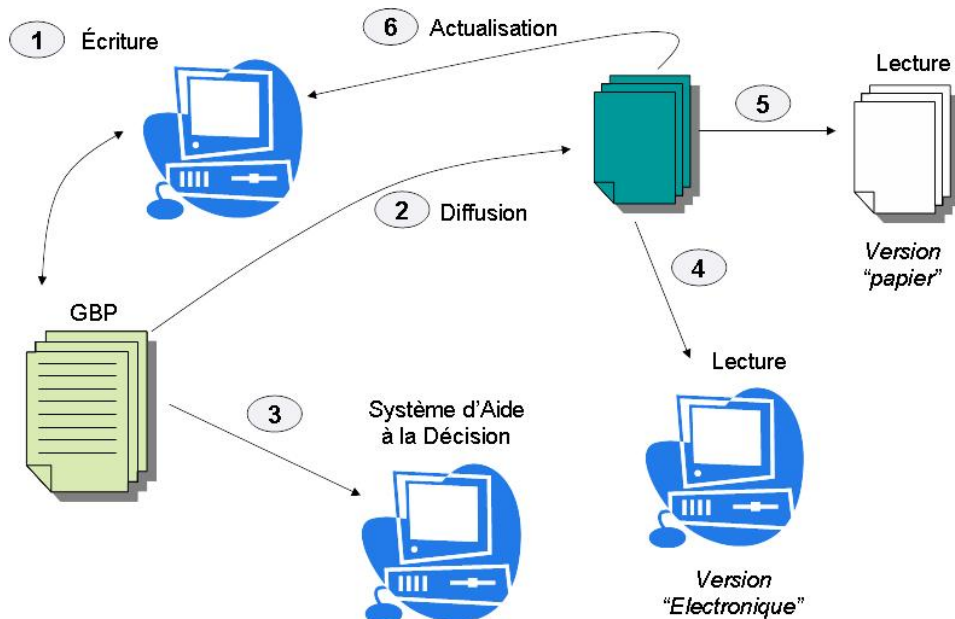 1 Écriture
6 Actualisation
Lecture
5
2 Diffusion
Version
“papier”
4
GBP
Lecture
3
Système d’Aide
à la Décision
Version
“Electronique”